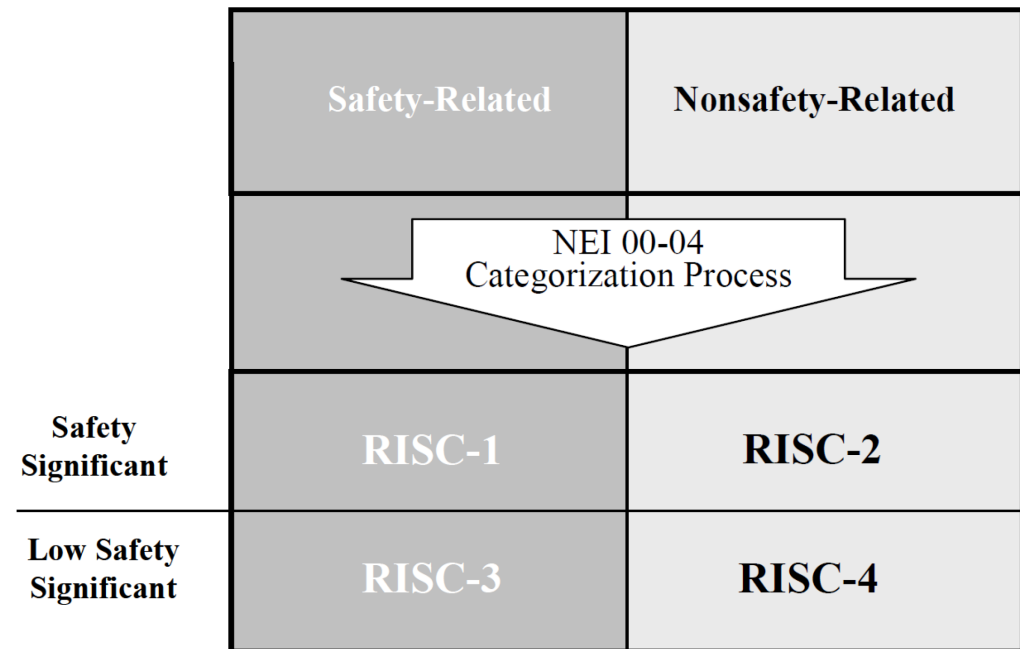 Safety-Related
Nonsafety-Related
NEI 00-04
Categorization Process
Safety
Significant
RISC-1
RISC-2
Low Safety
Significant
RISC-3
RISC-4